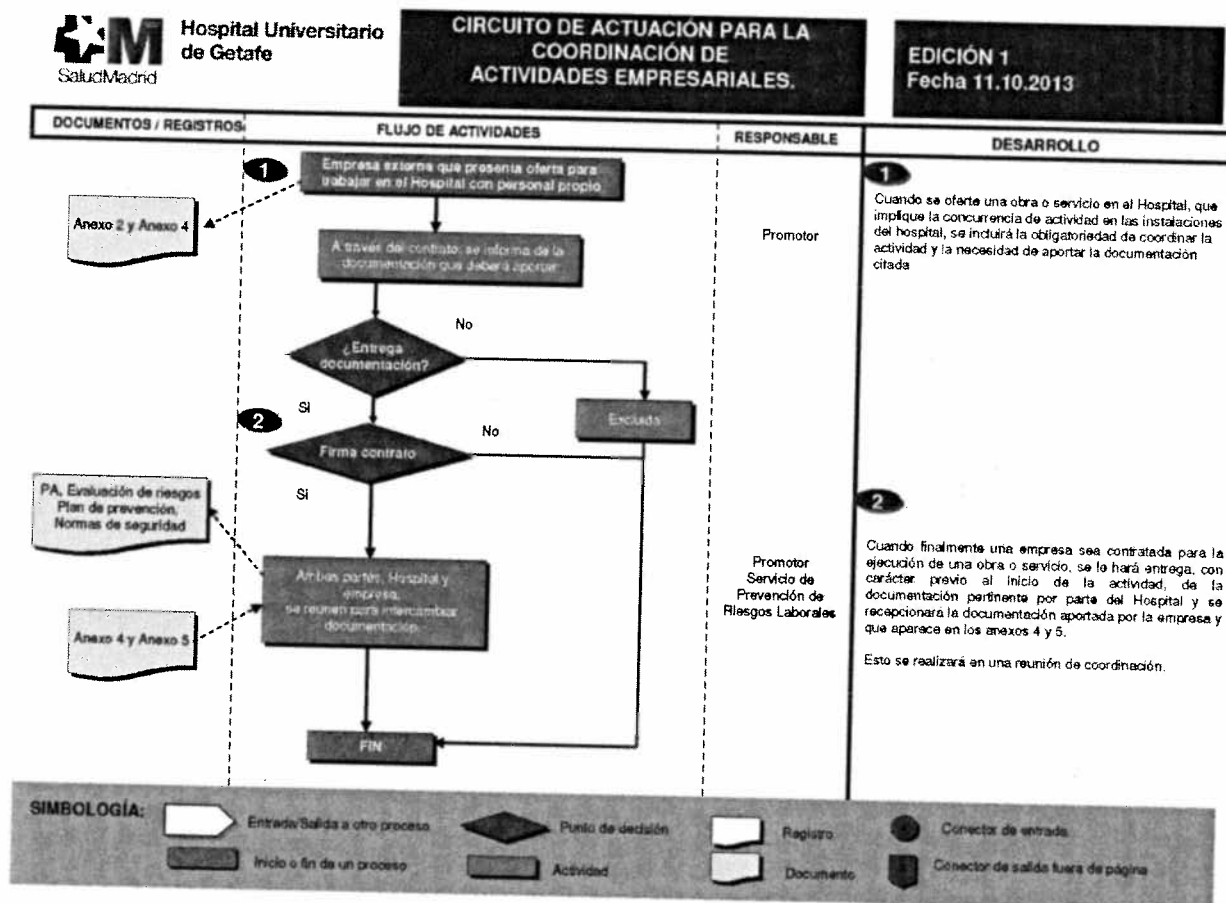 Hospital Universitario
de Getafe
SaludMadrid
CIRCUITO DE ACTUACIÓN PARA LA
COORDINACIÓN DE
ACTIVIDADES EMPRESARIALES.
EDICIÓN 1
Fecha 11.10.2013
DOCUMENTOS / REGISTROS
FLUJO DE ACTIVIDADES
RESPONSABLE
DESARROLLO
1
Empresa externa que presenta oferta para
trabajar en el Hospital con personal propio
Anexo 2 y Anexo 4
A través del contrato, se informa de la
documentación que deberá aportar
Promotor
1
Cuando se oferte una obra o servicio en el Hospital, que
implique la concurrencia de actividad en las instalaciones
del hospital, se incluirá la obligatoriedad de coordinar la
actividad y la necesidad de aportar la documentación
citada
¿Entrega
documentación?
No
Si
Excluida
2
Firma contrato
No
Si
PA, Evaluación de riesgos
Plan de prevención,
Normas de seguridad
Ambas partes, Hospital y
empresa,
se reunen para intercambiar
documentación
Anexo 4 y Anexo 5
Promotor
Servicio de
Prevención de
Riesgos Laborales
2
Cuando finalmente una empresa sea contratada para la
ejecución de una obra o servicio, se le hará entrega, con
carácter previo al inicio de la actividad, de la
documentación pertinente por parte del Hospital y se
recepcionará la documentación aportada por la empresa y
que aparece en los anexos 4 y 5.
Esto se realizará en una reunión de coordinación.
FIN
SIMBOLOGÍA:
Entrada/Salida a otro proceso
Punto de decisión
Registro
Conector de entrada
Inicio o fin de un proceso
Actividad
Documento
Conector de salida fuera de página